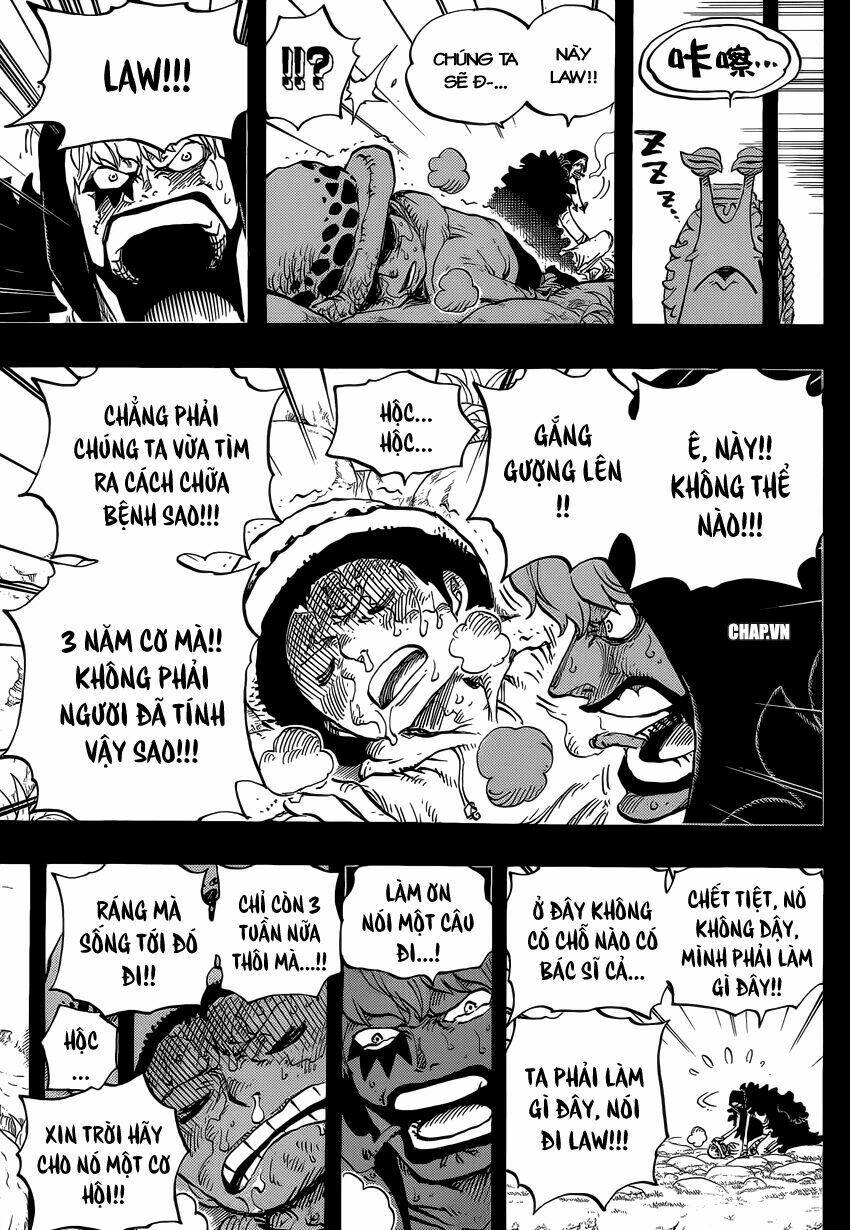 咔嚓...
Z Z Z...
NÀY
LAW!!
CHÚNG TA
SẼ Đ-...
!!?
LAW!!!
Ê, NÀY!!
KHÔNG THỂ
NÀO!!!
GẮNG
GƯỢNG LÊN
!!
HỘC...
HỘC...
CHẲNG PHẢI
CHÚNG TA VỪA TÌM
RA CÁCH CHỮA
BỆNH SAO!!!
3 NĂM CƠ MÀ!!
KHÔNG PHẢI
NGƯƠI ĐÃ TÍNH
VẬY SAO!!!
CHAP.VN
CHẾT TIỆT, NÓ
KHÔNG DẬY,
MÌNH PHẢI LÀM
GÌ ĐÂY!!
Ở ĐÂY KHÔNG
CÓ CHỖ NÀO CÓ
BÁC SĨ CẢ...
TA PHẢI LÀM
GÌ ĐÂY, NÓI
ĐI LAW!!!
LÀM ƠN
NÓI MỘT CÂU
ĐI...!
CHỈ CÒN 3
TUẦN NỮA
THÔI MÀ...!!
RÁNG MÀ
SỐNG TỚI ĐÓ
ĐI!!
HỘC
...
XIN TRỜI HÃY
CHO NÓ MỘT CƠ
HỘI!!